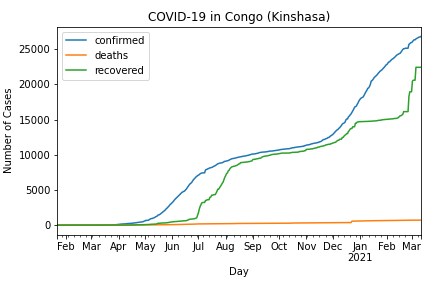 COVID-19 in Congo (Kinshasa)
confirmed
deaths
recovered
Number of Cases
25000
20000
15000
10000
5000
0
Feb Mar Apr May Jun Jul Aug Sep Oct Nov Dec Jan Feb Mar
2021
Day